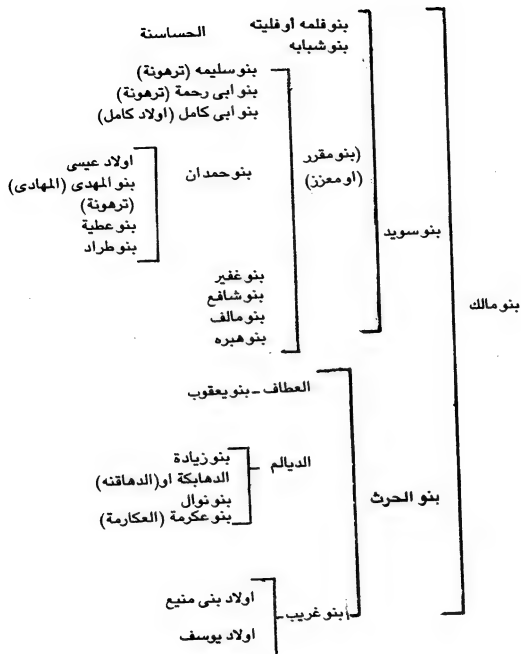 بنو فلمه أو فليته    الحساسنة
بنو شبابه
بنو سليمه (ترهونة)
بنو ابى رحمة (ترهونة)
بنو ابى كامل (اولاد كامل)
(بنو مقرر
(او معزز)
بنو حمدان
اولاد عيسى
بنو المهدى (المهادى)
(ترهونة)
بنو عطية
بنو طراد
بنو سويد
بنو غفير
بنو شافع
بنو مالف
بنو هبره
بنو مالك
العطاف - بنو يعقوب
الديالم
بنو زيادة
الدهابكة او (الدهاقنه)
بنو نوال
بنو عكرمة (العكارمة)
بنو الحرث
بنو غريب
اولاد بنى منيع
اولاد يوسف